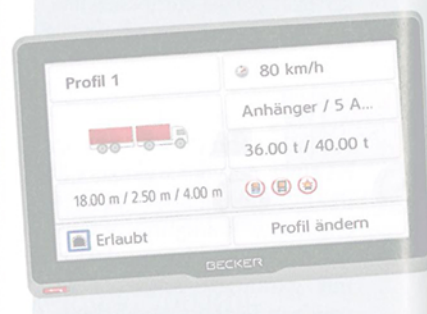 Profil 1
80 km/h
Anhänger / 5 A...
36.00 t / 40.00 t
18.00 m / 2.50 m / 4.00 m
Erlaubt
Profil ändern
BECKER